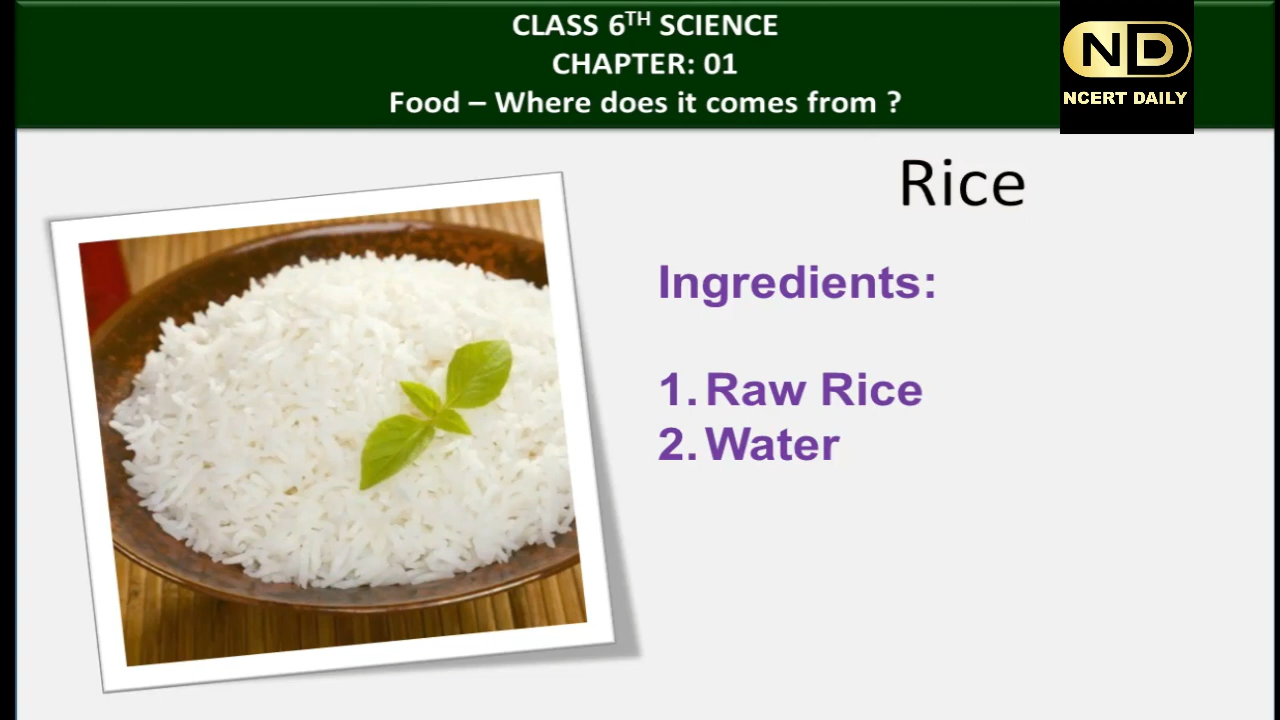 CLASS 6TH SCIENCE
CHAPTER: 01
Food – Where does it comes from ?
ND
NCERT DAILY
Rice
Ingredients:
1. Raw Rice
2. Water